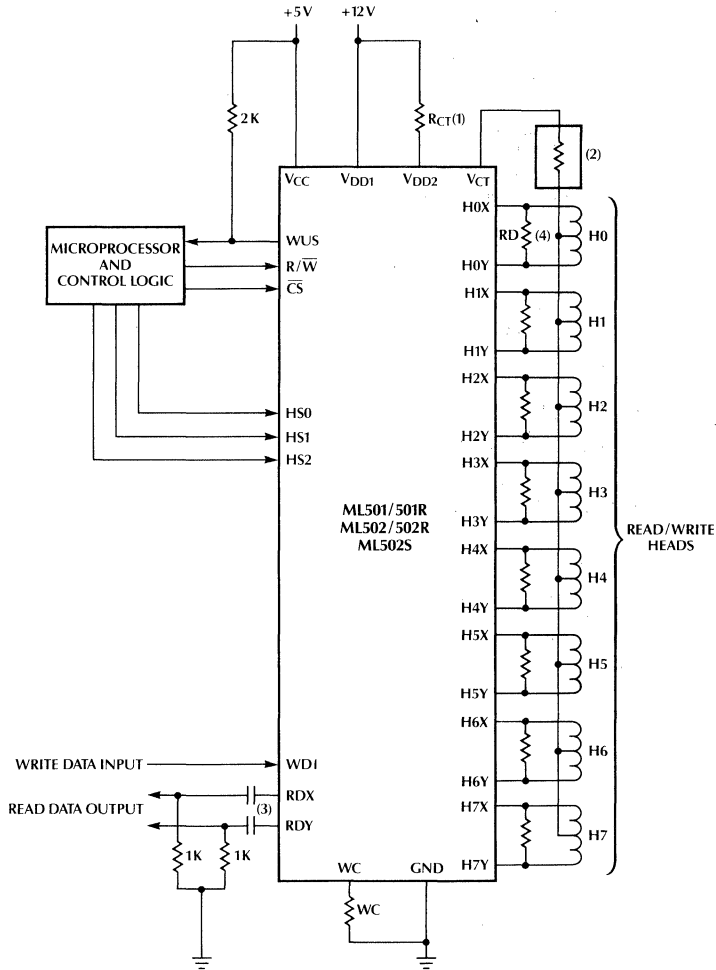 +5V
+12V
2K
RCT(1)
(2)
VCC
VDD1
VDD2
VCT
H0X
RD
(4)
H0
H0Y
MICROPROCESSOR
AND
CONTROL LOGIC
WUS
R/W̅
C̅S̅
H1X
H1
H1Y
H2X
H2
H2Y
HS0
HS1
HS2
H3X
H3
H3Y
ML501/501R
ML502/502R
ML502S
READ/WRITE
HEADS
H4X
H4
H4Y
H5X
H5
H5Y
H6X
H6
H6Y
WRITE DATA INPUT
WDI
READ DATA OUTPUT
RDX
(3)
RDY
H7X
H7
H7Y
1K
1K
WC
GND
WC